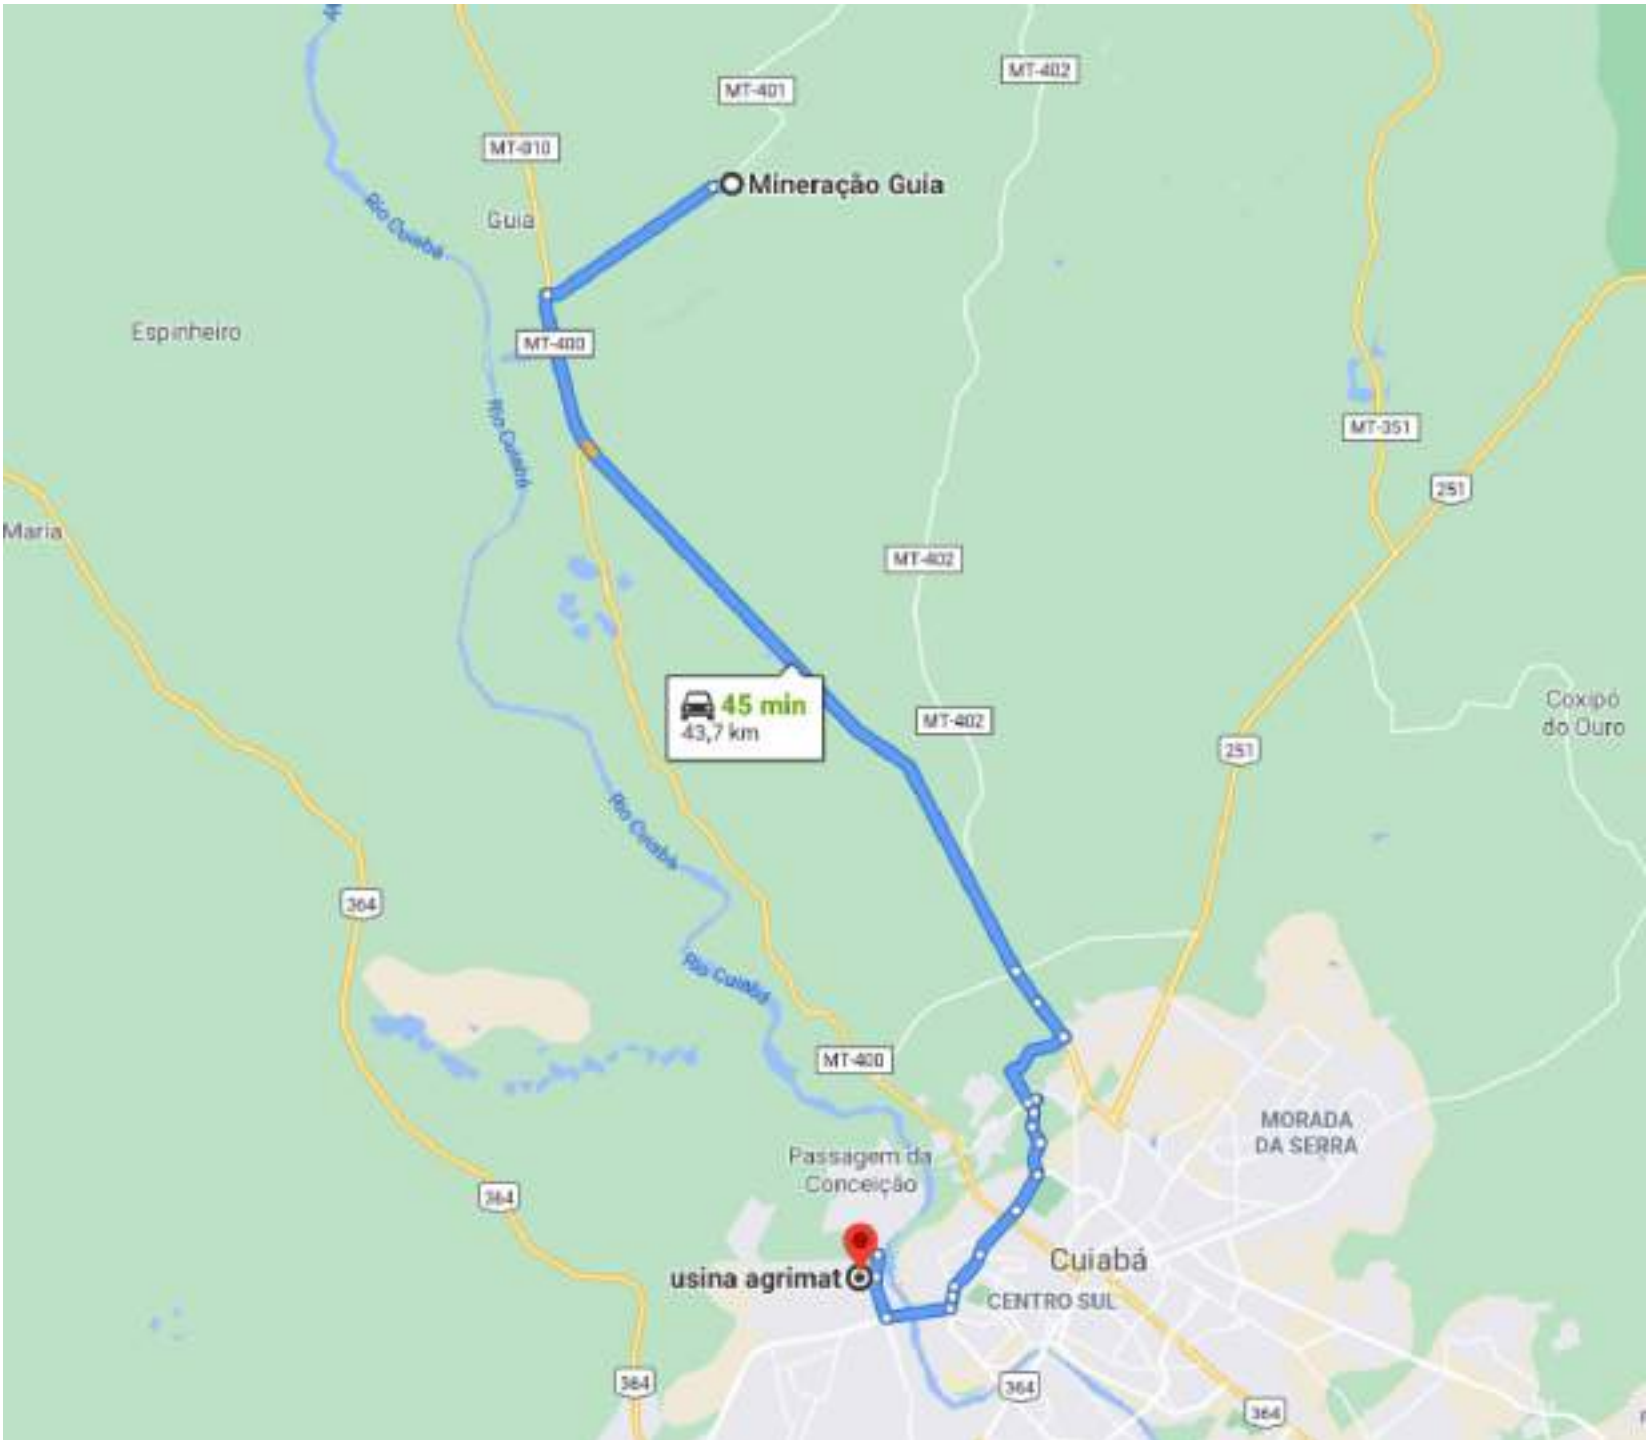 MT-402
MT-401
MT-010
Mineração Guia
Guia
Rio Cuiabá
Espinheiro
MT-400
MT-351
Rio Cuiabá
251
Maria
MT-402
45 min
43,7 km
MT-402
Coxipó
do Ouro
251
Rio Cuiabá
364
Rio Cuiabá
MT-400
MORADA
DA SERRA
Passagem da
Conceição
364
Cuiabá
usina agrimat
CENTRO SUL
364
364
364